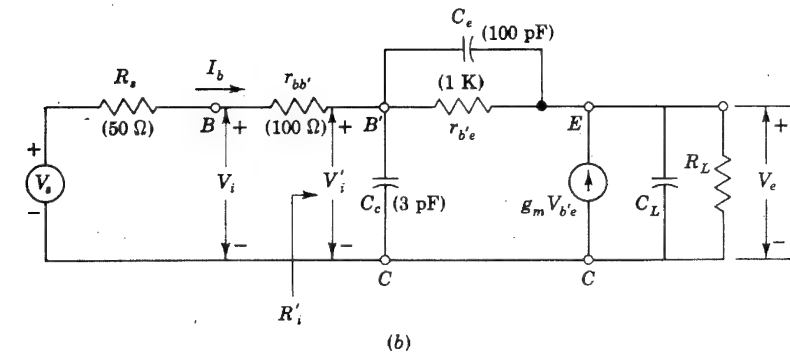 C_e
(100 pF)
R_s
I_b
r_bb'
(1 K)
(50 Ω)
B
+
(100 Ω)
+
B'
r_b'e
E
+
+
V_s
−
V_i
V'_i
C_c (3 pF)
g_m V_b'e
C_L
R_L
V_e
−
−
−
C
C
R'_i
(b)